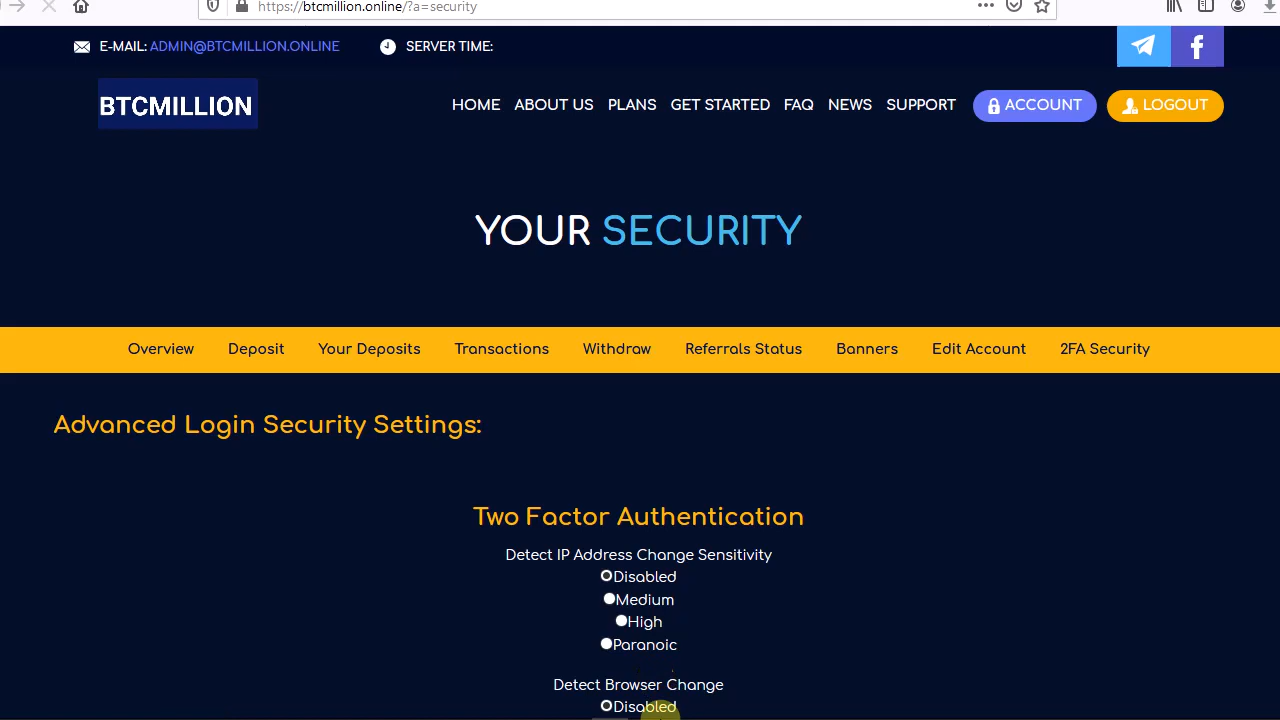 https://btcmillion.online/?a=security
E-MAIL: ADMIN@BTCMILLION.ONLINE SERVER TIME:
BTCMILLION HOME ABOUT US PLANS GET STARTED FAQ NEWS SUPPORT ACCOUNT LOGOUT
YOUR SECURITY
Overview Deposit Your Deposits Transactions Withdraw Referrals Status Banners Edit Account 2FA Security
Advanced Login Security Settings:
Two Factor Authentication
Detect IP Address Change Sensitivity
Disabled
Medium
High
Paranoic
Detect Browser Change
Disabled